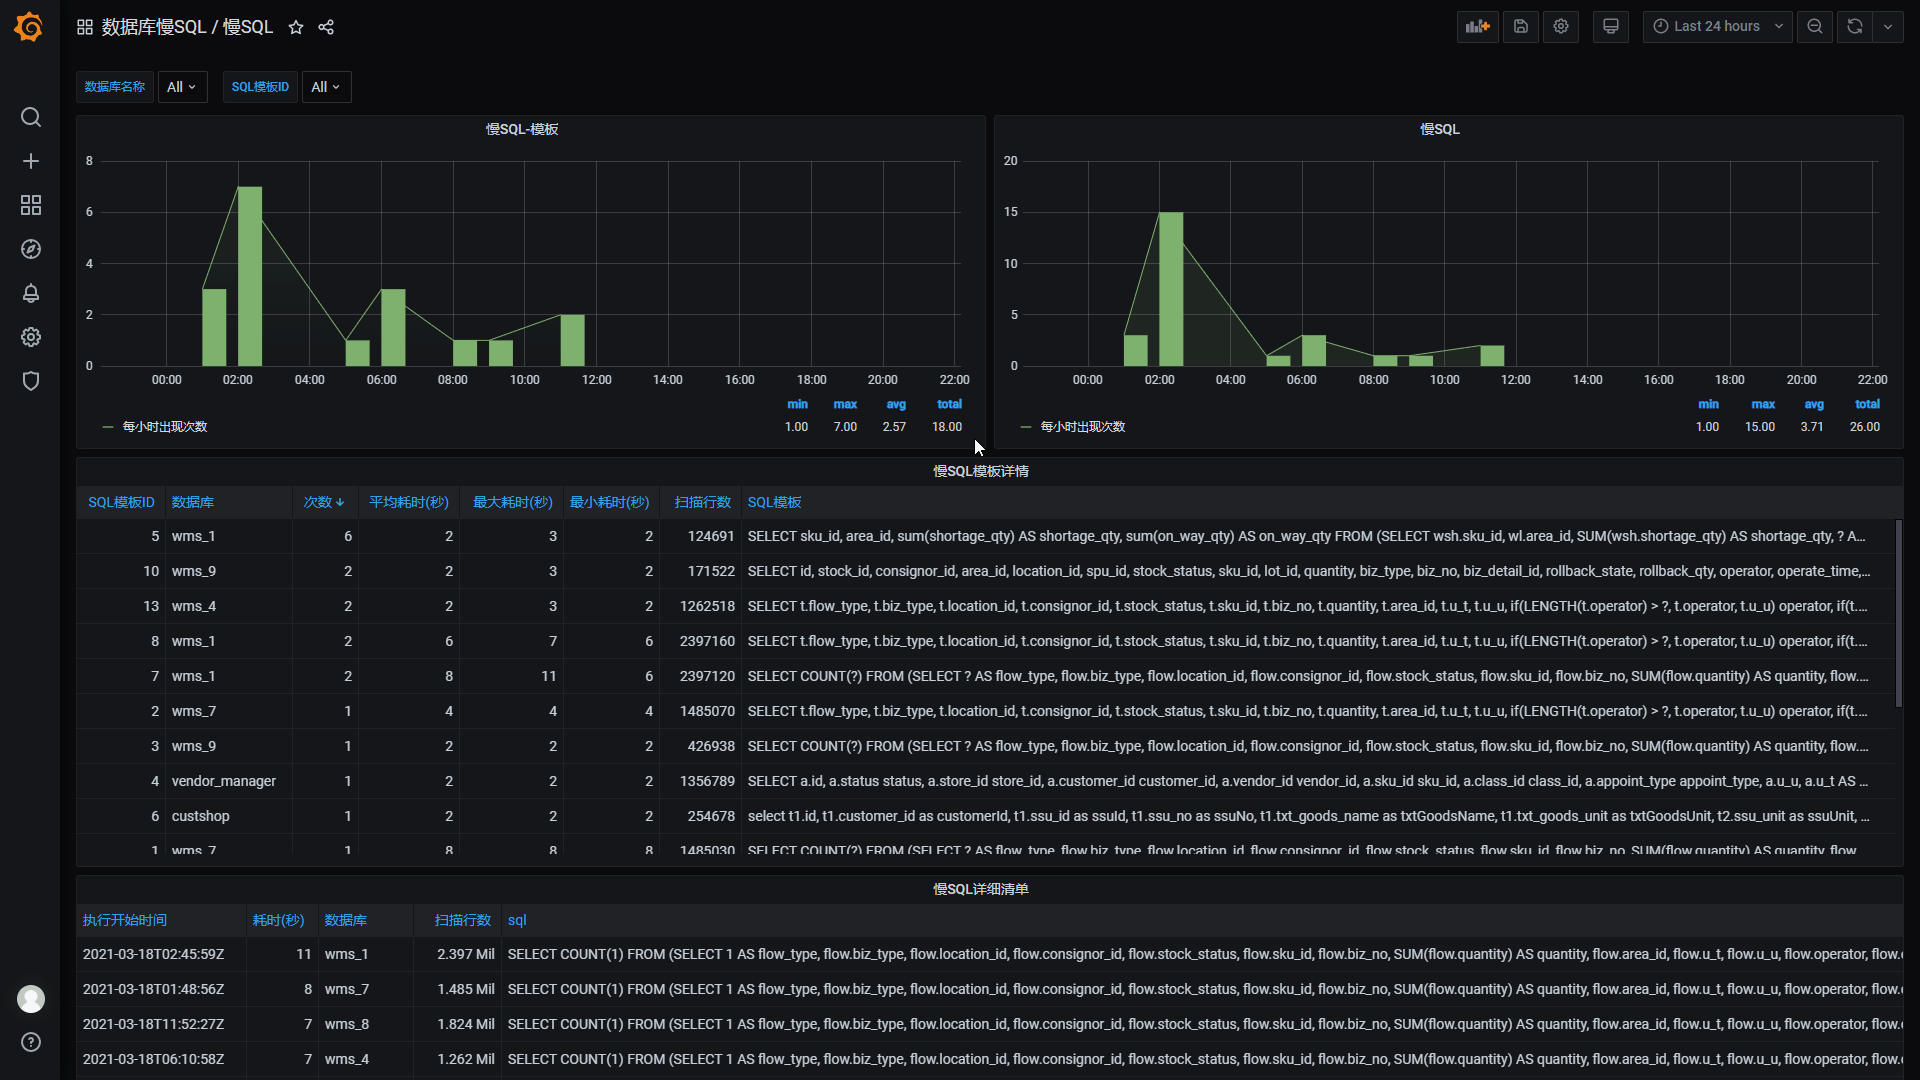 数据库慢SQL / 慢SQL
Last 24 hours
数据库名称 All SQL模板ID All
慢SQL-模板
8
6
4
2
0
00:00 02:00 04:00 06:00 08:00 10:00 12:00 14:00 16:00 18:00 20:00 22:00
min max avg total
每小时出现次数 1.00 7.00 2.57 18.00
慢SQL
20
15
10
5
0
00:00 02:00 04:00 06:00 08:00 10:00 12:00 14:00 16:00 18:00 20:00 22:00
min max avg total
每小时出现次数 1.00 15.00 3.71 26.00
慢SQL模板详情
SQL模板ID 数据库 次数 平均耗时(秒) 最大耗时(秒) 最小耗时(秒) 扫描行数 SQL模板
5 wms_1 6 2 3 2 124691 SELECT sku_id, area_id, sum(shortage_qty) AS shortage_qty, sum(on_way_qty) AS on_way_qty FROM (SELECT wsh.sku_id, wl.area_id, SUM(wsh.shortage_qty) AS shortage_qty, ? A...
10 wms_9 2 2 3 2 171522 SELECT id, stock_id, consignor_id, area_id, location_id, spu_id, stock_status, sku_id, lot_id, quantity, biz_type, biz_no, biz_detail_id, rollback_state, rollback_qty, operator, operate_time,...
13 wms_4 2 2 3 2 1262518 SELECT t.flow_type, t.biz_type, t.location_id, t.consignor_id, t.stock_status, t.sku_id, t.biz_no, t.quantity, t.area_id, t.u_t, t.u_u, if(LENGTH(t.operator) > ?, t.operator, t.u_u) operator, if(t....
8 wms_1 2 6 7 6 2397160 SELECT t.flow_type, t.biz_type, t.location_id, t.consignor_id, t.stock_status, t.sku_id, t.biz_no, t.quantity, t.area_id, t.u_t, t.u_u, if(LENGTH(t.operator) > ?, t.operator, t.u_u) operator, if(t....
7 wms_1 2 8 11 6 2397120 SELECT COUNT(?) FROM (SELECT ? AS flow_type, flow.biz_type, flow.location_id, flow.consignor_id, flow.stock_status, flow.sku_id, flow.biz_no, SUM(flow.quantity) AS quantity, flow....
2 wms_7 1 4 4 4 1485070 SELECT t.flow_type, t.biz_type, t.location_id, t.consignor_id, t.stock_status, t.sku_id, t.biz_no, t.quantity, t.area_id, t.u_t, t.u_u, if(LENGTH(t.operator) > ?, t.operator, t.u_u) operator, if(t....
3 wms_9 1 2 2 2 426938 SELECT COUNT(?) FROM (SELECT ? AS flow_type, flow.biz_type, flow.location_id, flow.consignor_id, flow.stock_status, flow.sku_id, flow.biz_no, SUM(flow.quantity) AS quantity, flow....
4 vendor_manager 1 2 2 2 1356789 SELECT a.id, a.status status, a.store_id store_id, a.customer_id customer_id, a.vendor_id vendor_id, a.sku_id sku_id, a.class_id class_id, a.appoint_type appoint_type, a.u_u, a.u_t AS ...
6 custshop 1 2 2 2 254678 select t1.id, t1.customer_id as customerId, t1.ssu_id as ssuId, t1.ssu_no as ssuNo, t1.txt_goods_name as txtGoodsName, t1.txt_goods_unit as txtGoodsUnit, t2.ssu_unit as ssuUnit, ...
1 wms_7 1 8 8 8 1485030 SELECT COUNT(?) FROM (SELECT ? AS flow_type, flow.biz_type, flow.location_id, flow.consignor_id, flow.stock_status, flow.sku_id, flow.biz_no, SUM(flow.quantity) AS quantity, flow
慢SQL详细清单
执行开始时间 耗时(秒) 数据库 扫描行数 sql
2021-03-18T02:45:59Z 11 wms_1 2.397 Mil SELECT COUNT(1) FROM (SELECT 1 AS flow_type, flow.biz_type, flow.location_id, flow.consignor_id, flow.stock_status, flow.sku_id, flow.biz_no, SUM(flow.quantity) AS quantity, flow.area_id, flow.u_t, flow.u_u, flow.operator, flow.
2021-03-18T01:48:56Z 8 wms_7 1.485 Mil SELECT COUNT(1) FROM (SELECT 1 AS flow_type, flow.biz_type, flow.location_id, flow.consignor_id, flow.stock_status, flow.sku_id, flow.biz_no, SUM(flow.quantity) AS quantity, flow.area_id, flow.u_t, flow.u_u, flow.operator, flow.
2021-03-18T11:52:27Z 7 wms_8 1.824 Mil SELECT COUNT(1) FROM (SELECT 1 AS flow_type, flow.biz_type, flow.location_id, flow.consignor_id, flow.stock_status, flow.sku_id, flow.biz_no, SUM(flow.quantity) AS quantity, flow.area_id, flow.u_t, flow.u_u, flow.operator, flow.
2021-03-18T06:10:58Z 7 wms_4 1.262 Mil SELECT COUNT(1) FROM (SELECT 1 AS flow_type, flow.biz_type, flow.location_id, flow.consignor_id, flow.stock_status, flow.sku_id, flow.biz_no, SUM(flow.quantity) AS quantity, flow.area_id, flow.u_t, flow.u_u, flow.operator, flow.